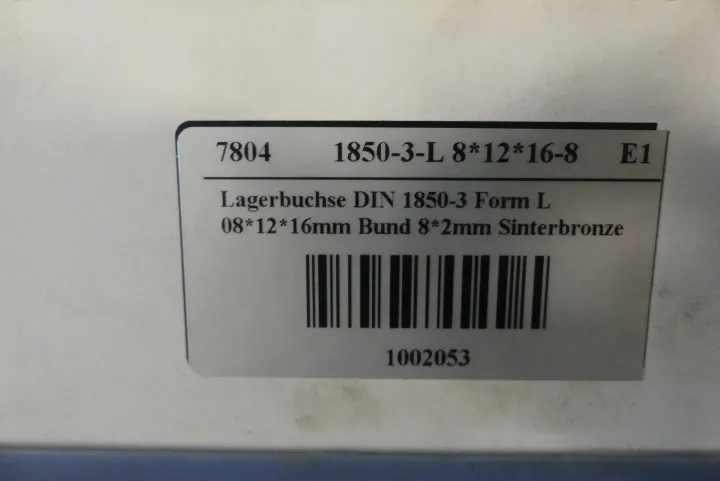 7804 1850-3-L 8*12*16-8 E1
Lagerbuchse DIN 1850-3 Form L
08*12*16mm Bund 8*2mm Sinterbronze
1002053